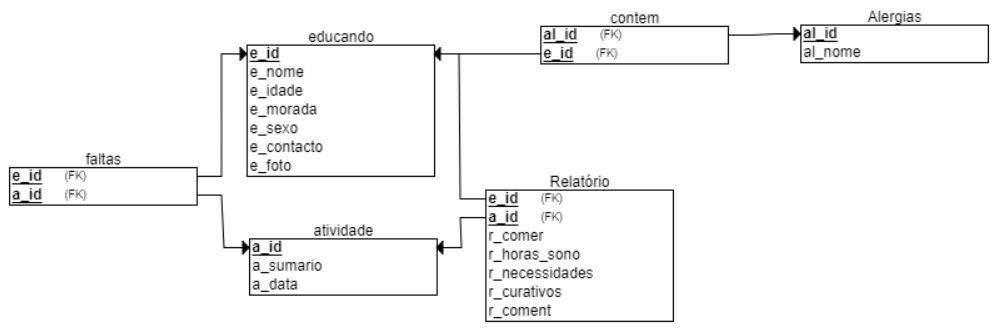 educando
e_id
e_nome
e_idade
e_morada
e_sexo
e_contacto
e_foto
contem
al_id (FK)
e_id (FK)
Alergias
al_id
al_nome
faltas
e_id (FK)
a_id (FK)
atividade
a_id
a_sumario
a_data
Relatório
e_id (FK)
a_id (FK)
r_comer
r_horas_sono
r_necessidades
r_curativos
r_coment